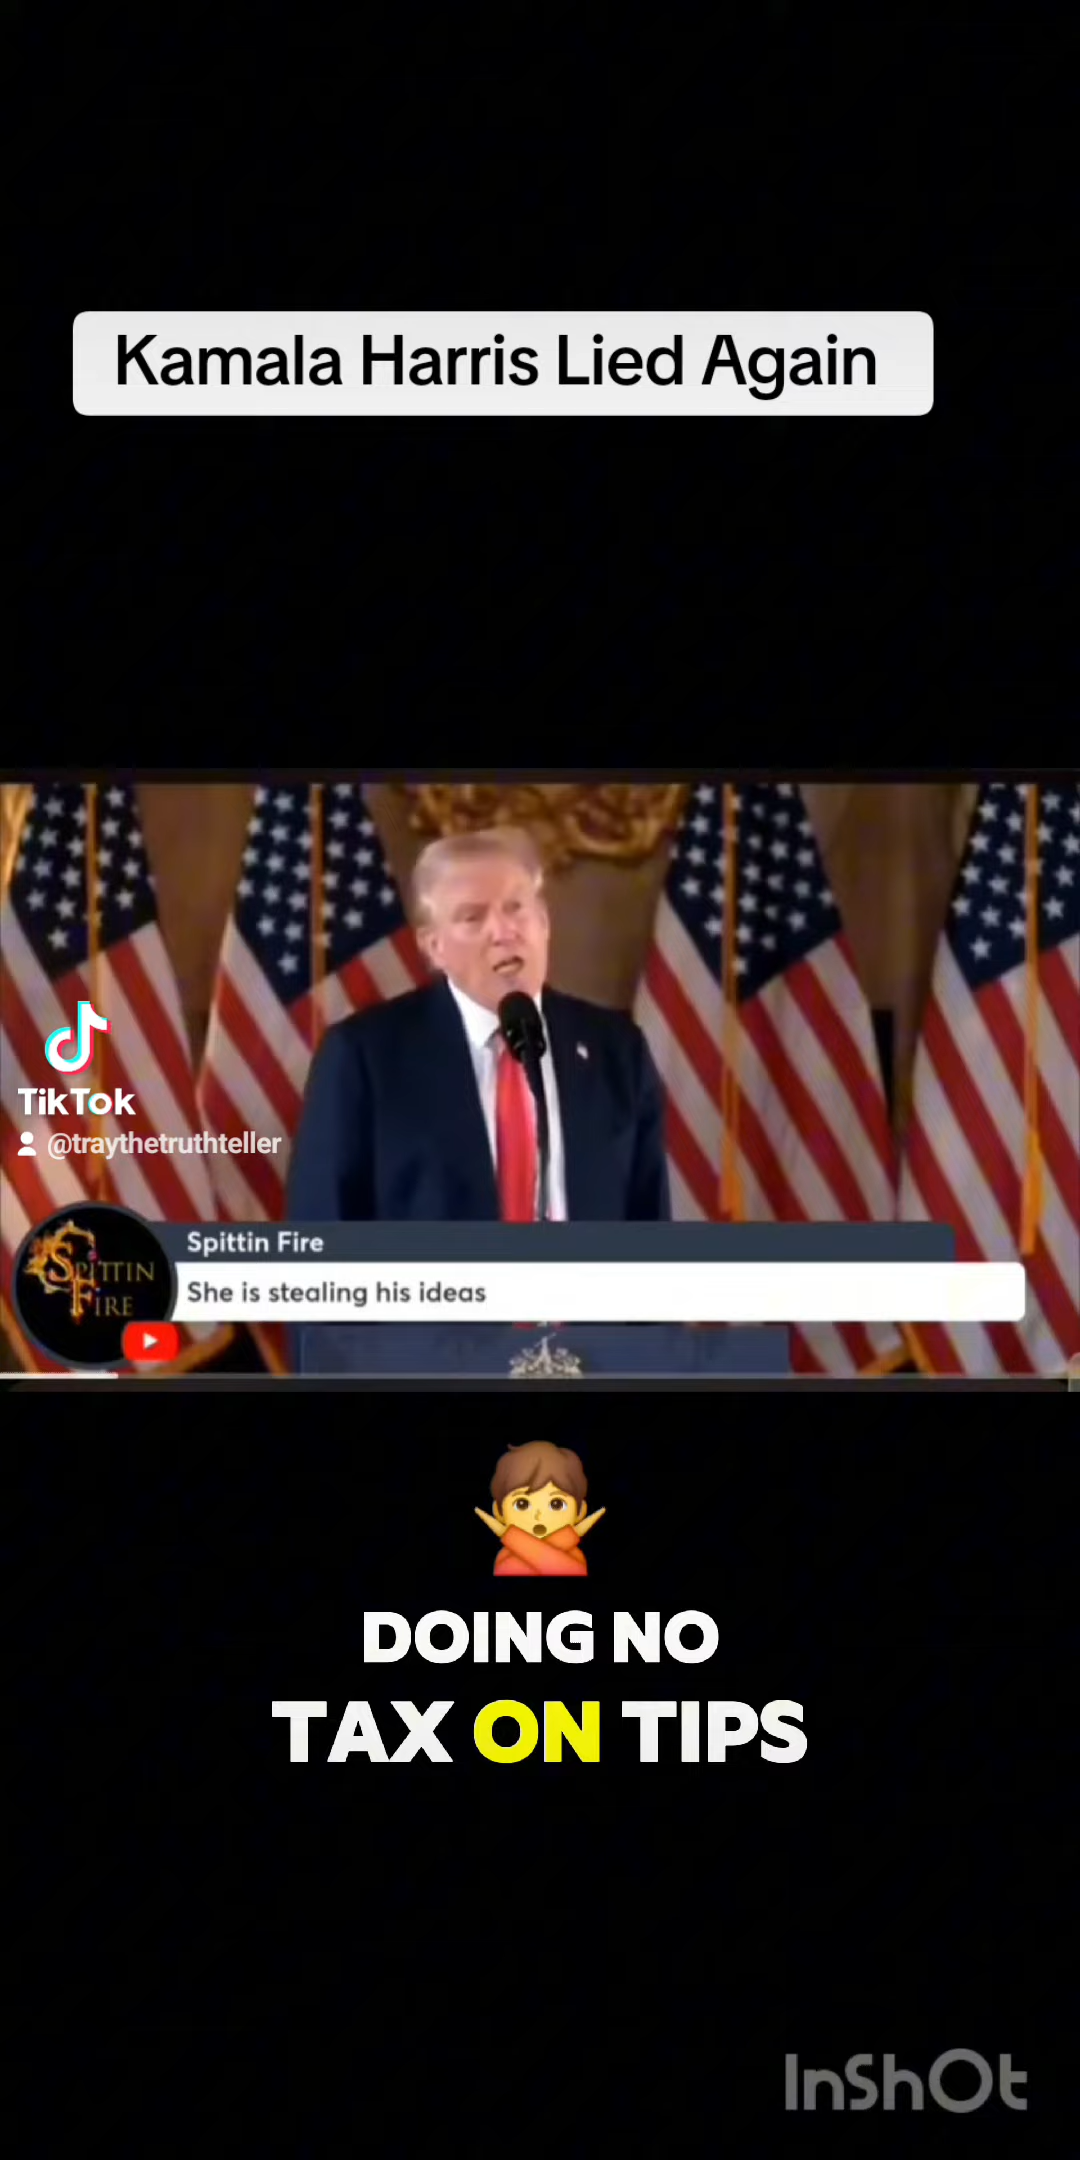 Kamala Harris Lied Again
TikTok
@traythetruthteller
Spittin Fire
She is stealing his ideas
SPITTIN
FIRE
DOING NO
TAX ON TIPS
InShOt